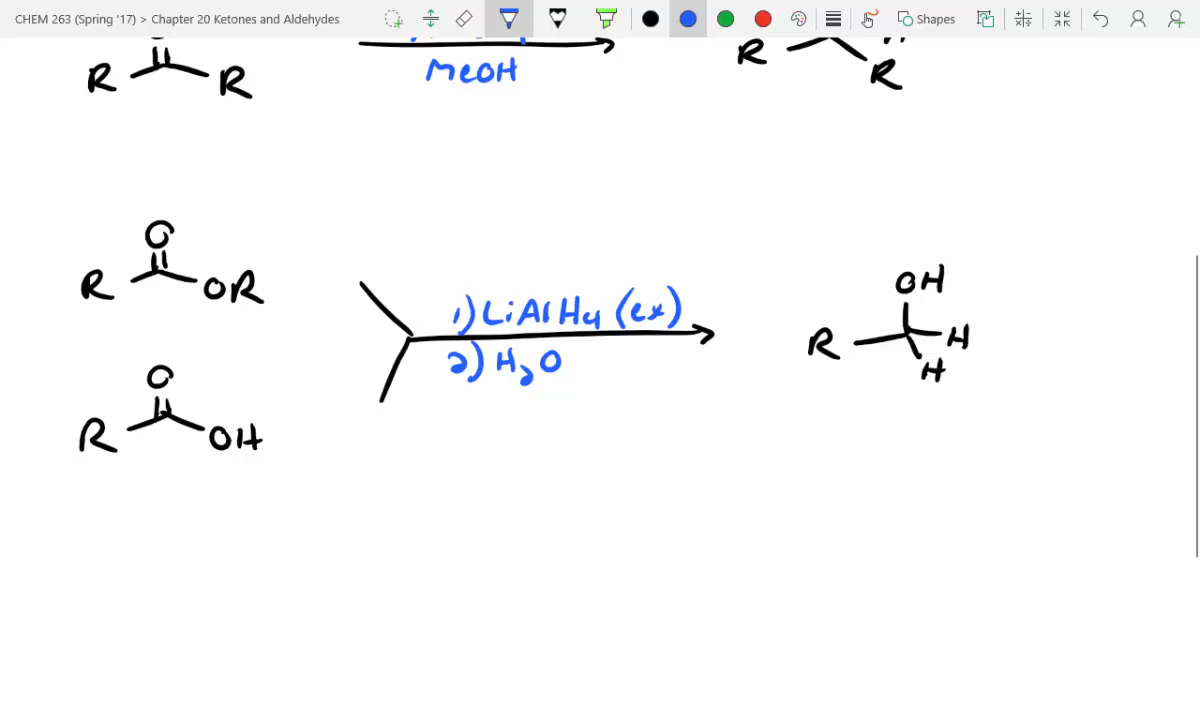 CHEM 263 (Spring '17) > Chapter 20 Ketones and Aldehydes
Shapes
R R
MeOH
R
R
O
R OR
1) LiAlH4 (ex)
2) H2O
OH
R H
H
O
R OH